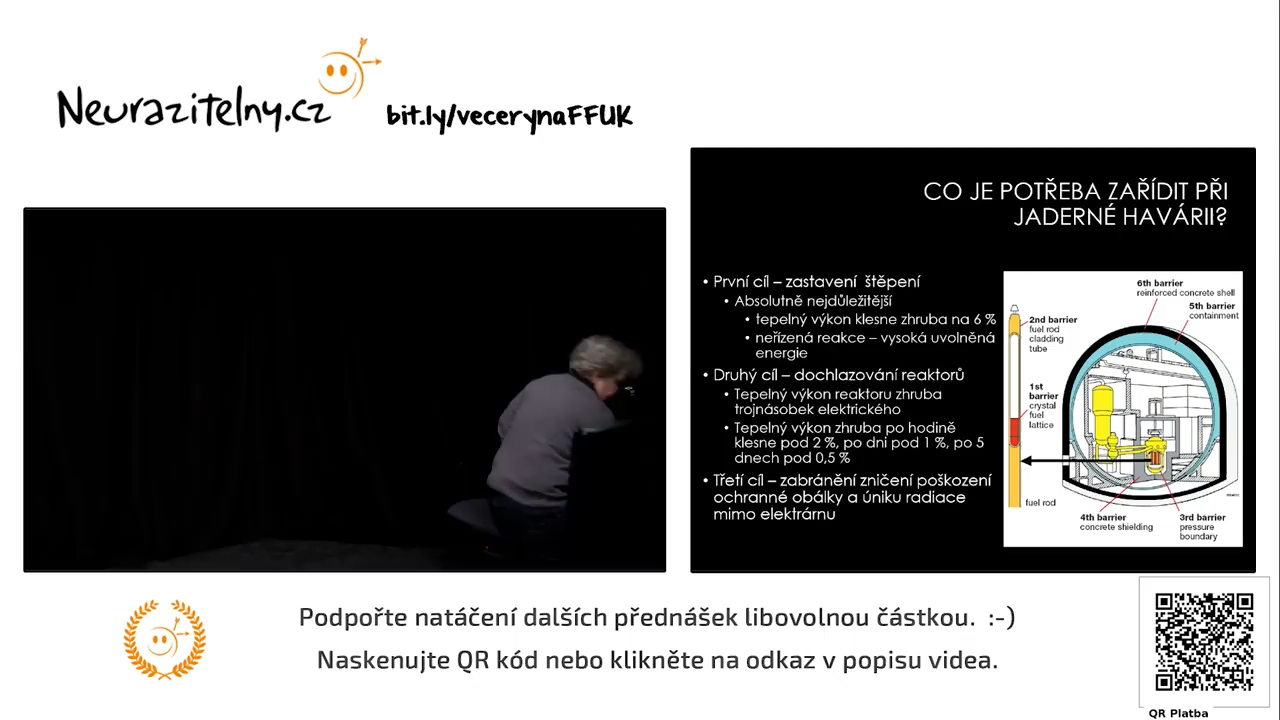 Neurazitelny.cz
bit.ly/vecerynaFFUK
CO JE POTŘEBA ZAŘÍDIT PŘI
JADERNÉ HAVÁRII?
• První cíl – zastavení štěpení
• Absolutně nejdůležitější
• tepelný výkon klesne zhruba na 6 %
• neřízená reakce – vysoká uvolněná
energie
• Druhý cíl – dochlazování reaktorů
• Tepelný výkon reaktoru zhruba
trojnásobek elektrického
• Tepelný výkon zhruba po hodině
klesne pod 2 %, po dni pod 1 %, po 5
dnech pod 0,5 %
• Třetí cíl – zabránění zničení poškození
ochranné obálky a úniku radiace
mimo elektrárnu
6th barrier
reinforced concrete shell
5th barrier
containment
2nd barrier
fuel rod
cladding
tube
1st
barrier
crystal
fuel
lattice
fuel rod
4th barrier
concrete shielding
3rd barrier
pressure
boundary
Podpořte natáčení dalších přednášek libovolnou částkou. :-)
Naskenujte QR kód nebo klikněte na odkaz v popisu videa.
QR Platba